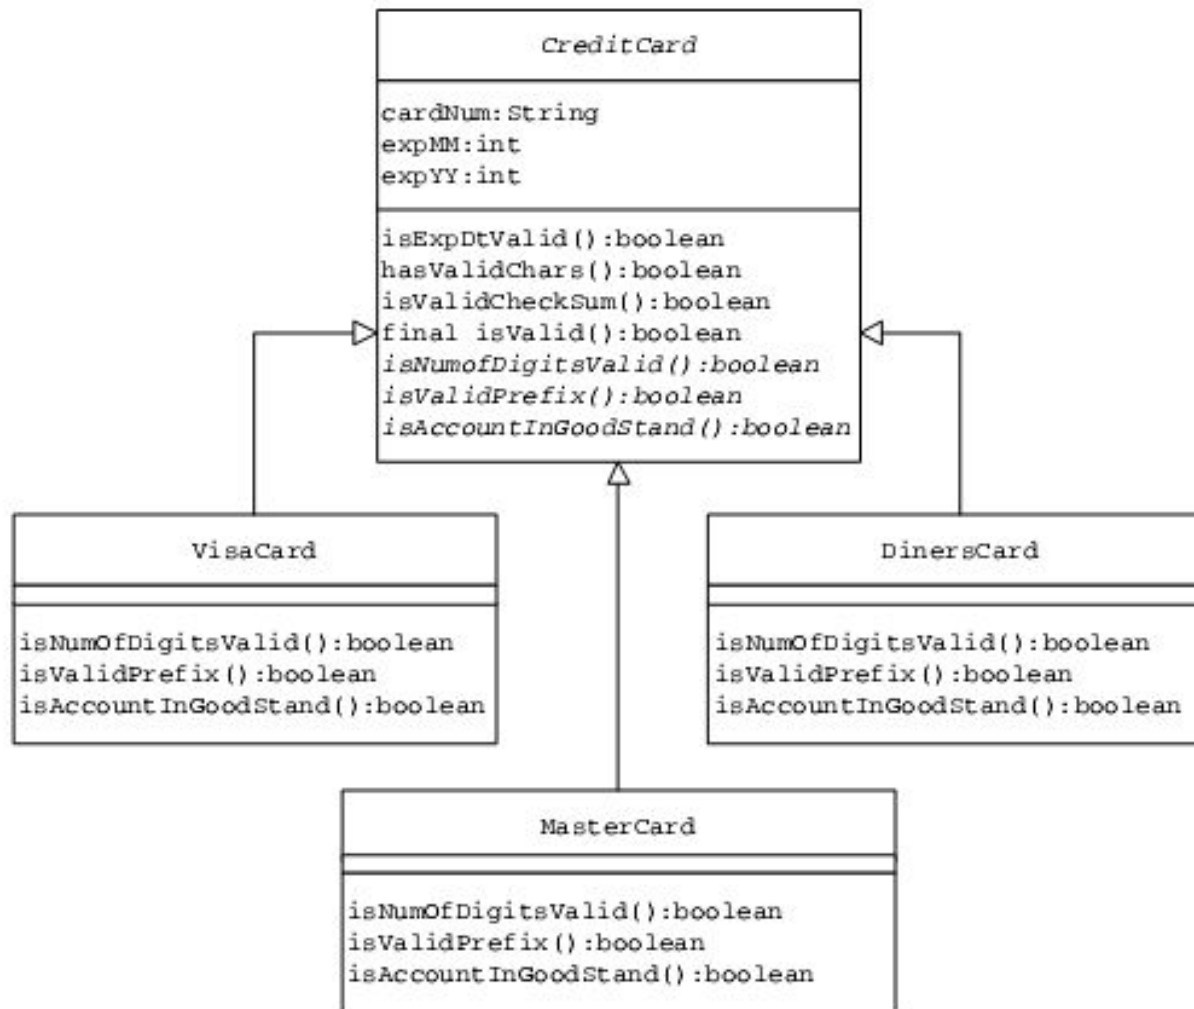 CreditCard
cardNum:String
expMM:int
expYY:int
isExpDtValid():boolean
hasValidChars():boolean
isValidCheckSum():boolean
final isValid():boolean
isNumofDigitsValid():boolean
isValidPrefix():boolean
isAccountInGoodStand():boolean
VisaCard
isNumOfDigitsValid():boolean
isValidPrefix():boolean
isAccountInGoodStand():boolean
DinersCard
isNumOfDigitsValid():boolean
isValidPrefix():boolean
isAccountInGoodStand():boolean
MasterCard
isNumOfDigitsValid():boolean
isValidPrefix():boolean
isAccountInGoodStand():boolean